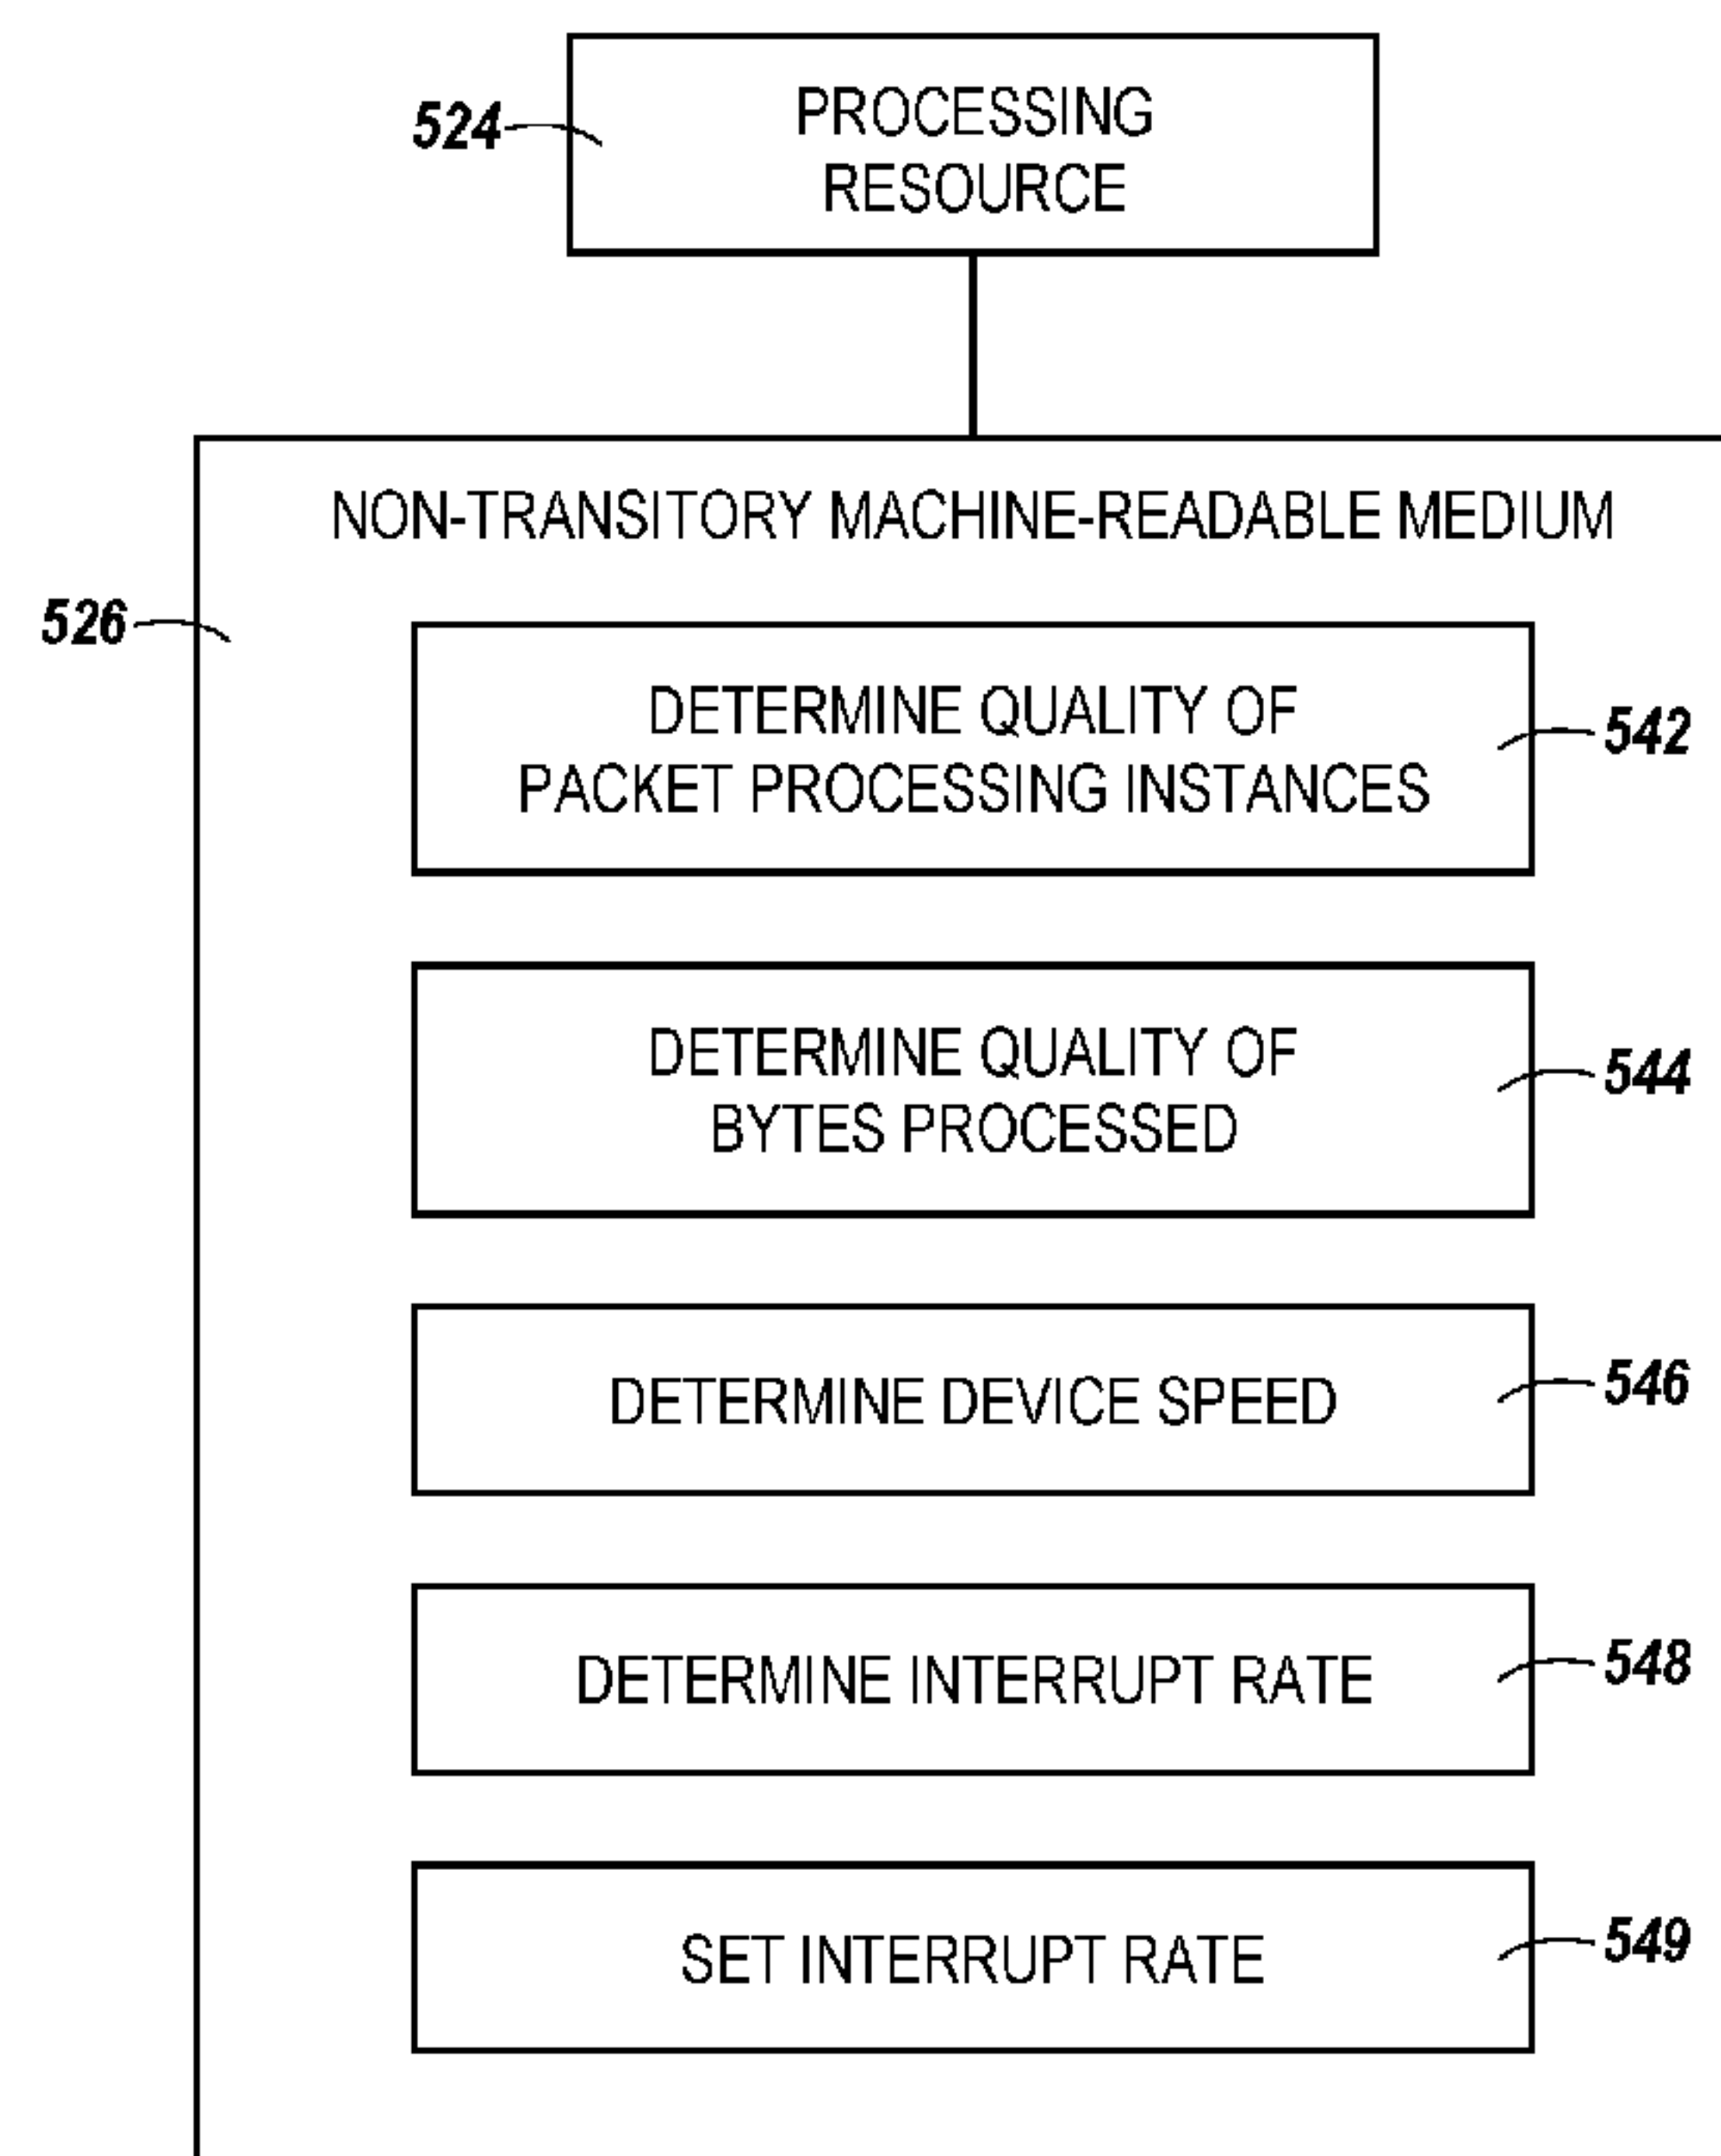 524
PROCESSING
RESOURCE
NON-TRANSITORY MACHINE-READABLE MEDIUM
526
DETERMINE QUALITY OF
PACKET PROCESSING INSTANCES
542
DETERMINE QUALITY OF
BYTES PROCESSED
544
DETERMINE DEVICE SPEED
546
DETERMINE INTERRUPT RATE
548
SET INTERRUPT RATE
549